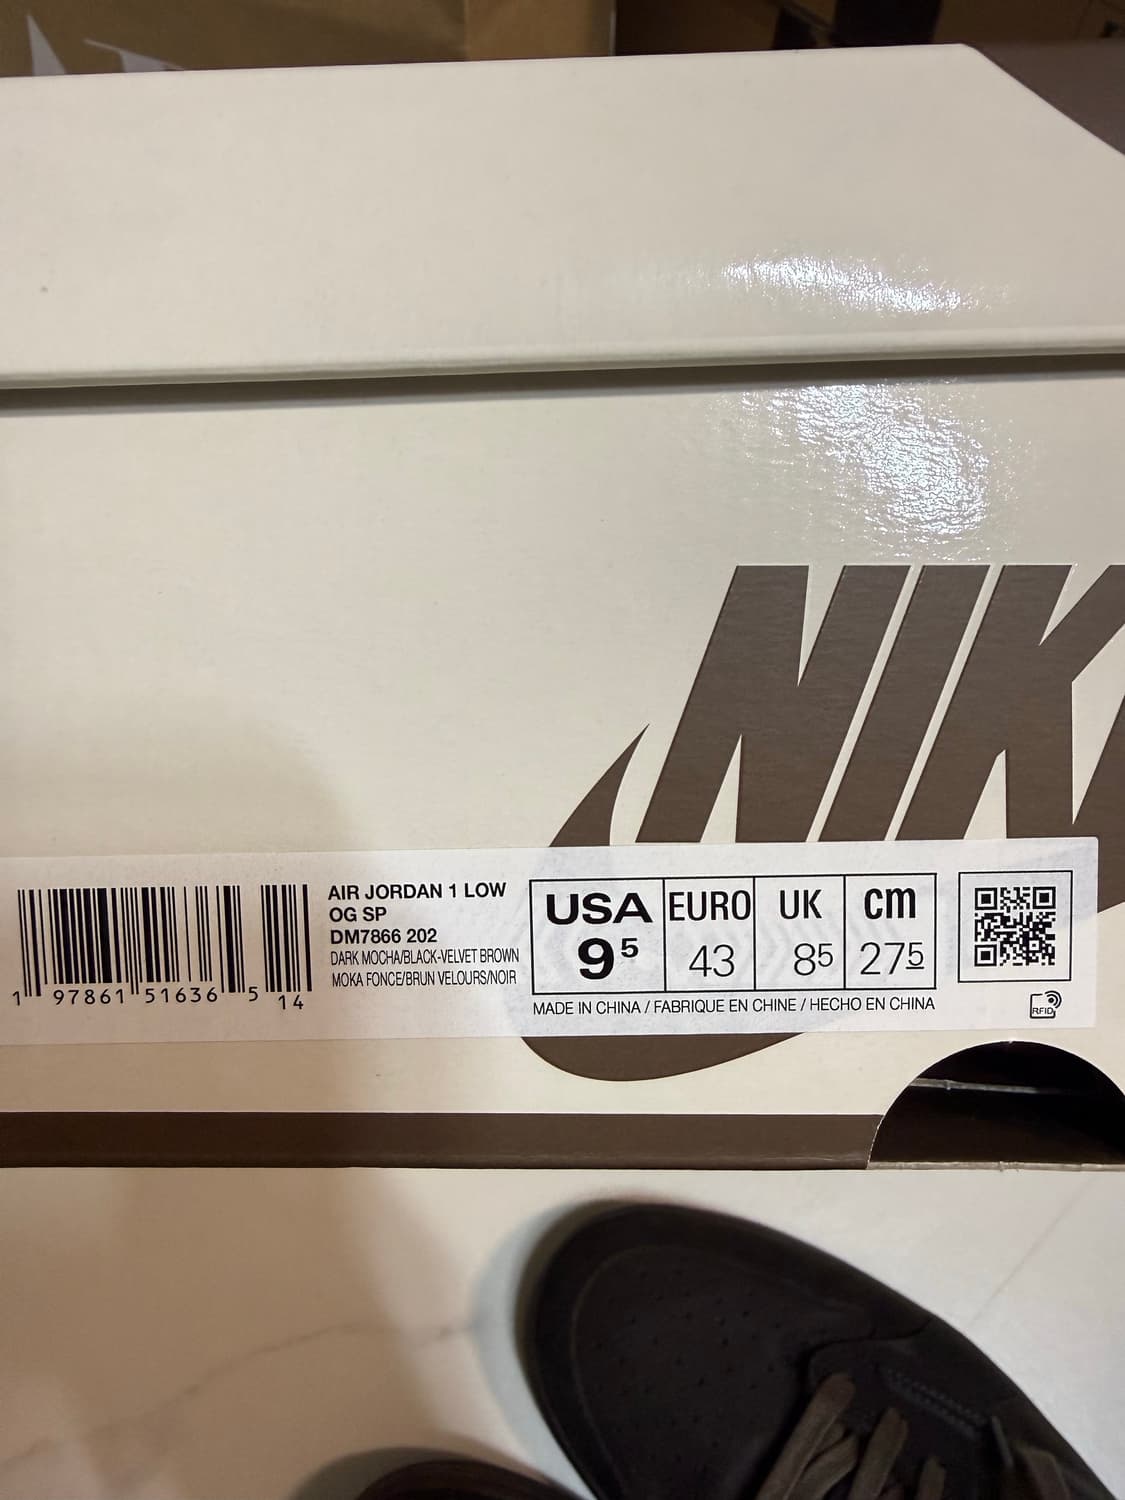 NIK
AIR JORDAN 1 LOW
OG SP
DM7866 202
DARK MOCHA/BLACK-VELVET BROWN
MOKA FONCE/BRUN VELOURS/NOIR
1 97861 51636 5 14
USA EURO UK cm
9⁵ 43 85 275
MADE IN CHINA / FABRIQUE EN CHINE / HECHO EN CHINA
RFID